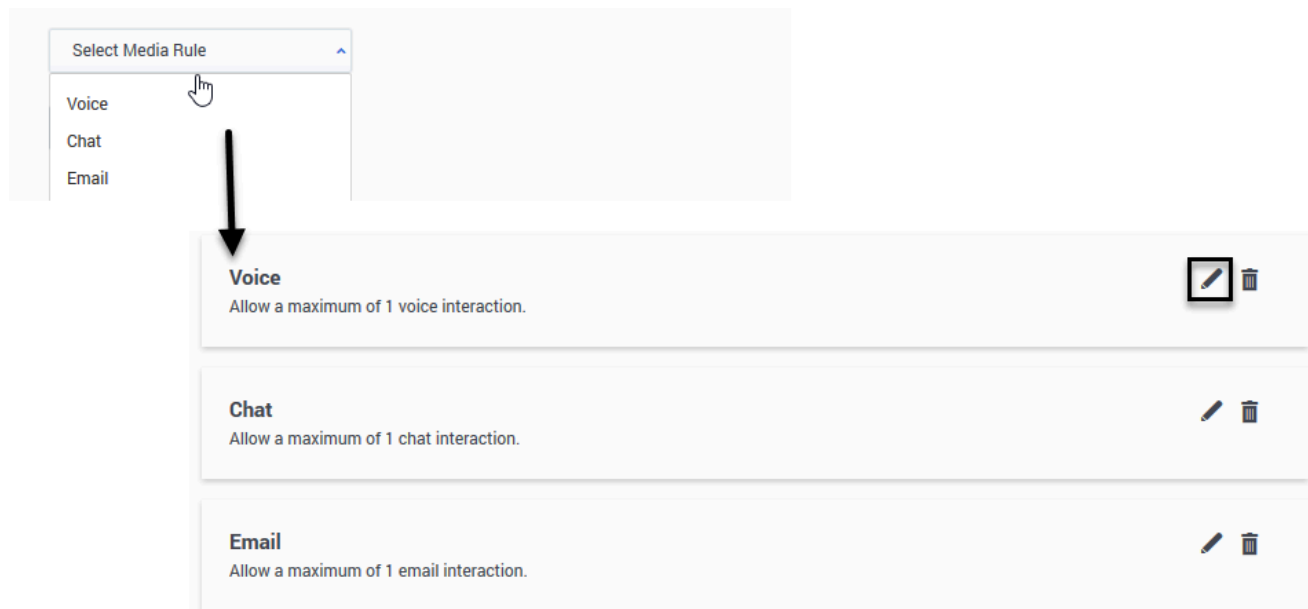 Select Media Rule
Voice
Chat
Email
Voice
Allow a maximum of 1 voice interaction.
Chat
Allow a maximum of 1 chat interaction.
Email
Allow a maximum of 1 email interaction.